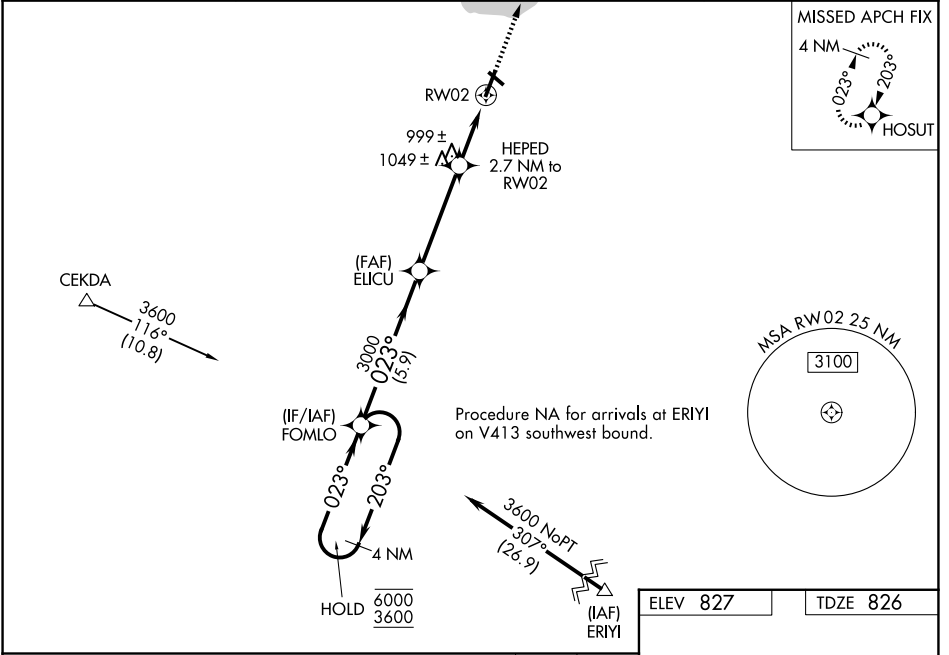 MISSED APCH FIX
4 NM
023°
203°
HOSUT
RW02
999 ±
1049 ±
HEPED
2.7 NM to
RW02
(FAF)
ELICU
CEKDA
3600
116°
(10.8)
3000
023°
(5.9)
MSA RW02 25 NM
3100
(IF/IAF)
FOMLO
Procedure NA for arrivals at ERIYI
on V413 southwest bound.
023°
203°
4 NM
HOLD
6000
3600
3600 NoPT
307°
(26.9)
(IAF)
ERIYI
ELEV 827
TDZE 826